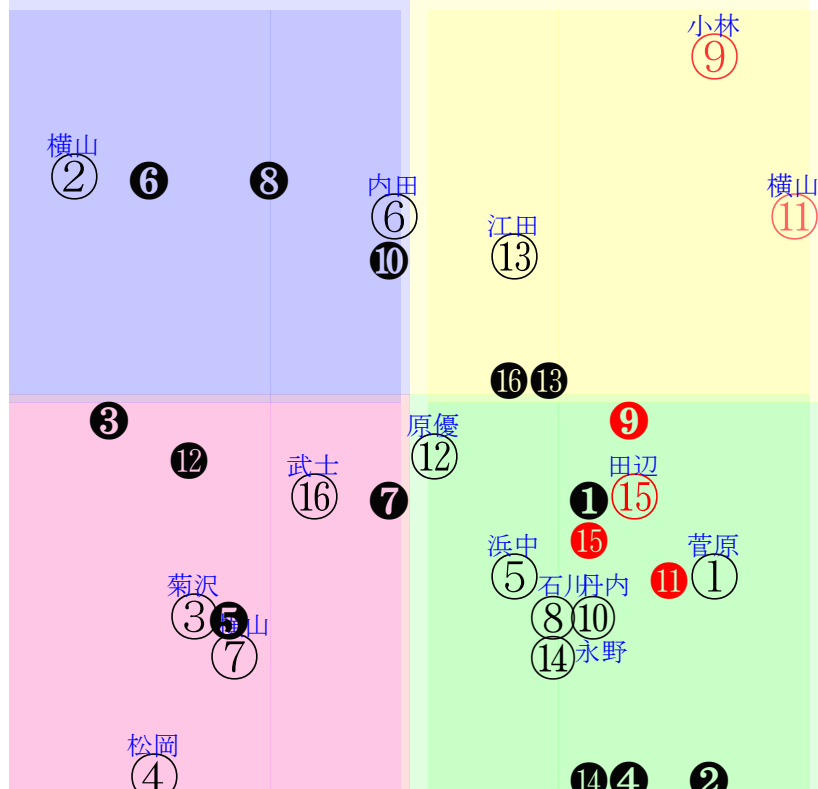 小林
⑨
横山
② ❻ ❽
内田
⑥
横山
⑪
江田
⑬
❿
⓰ ⓭
❸
❾
原優
⑫
⓬
武士
⑯
❼
❶
田辺
⑮
⓯
浜中
⑤
菅原
①
⓫
菊沢
③
❺
山
⑦
石川
⑧
丹内
⑩
⑭
永野
松岡
④
⓮ ❹ ❷